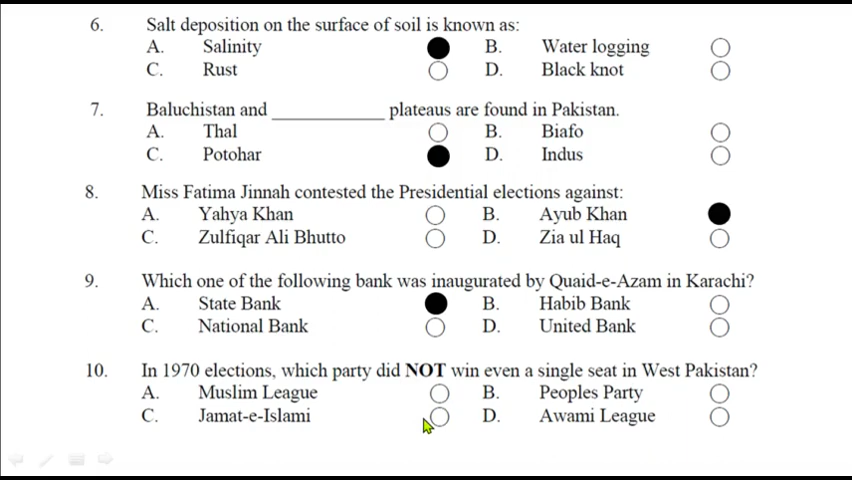 6. Salt deposition on the surface of soil is known as:
A. Salinity B. Water logging
C. Rust D. Black knot
7. Baluchistan and ____________ plateaus are found in Pakistan.
A. Thal B. Biafo
C. Potohar D. Indus
8. Miss Fatima Jinnah contested the Presidential elections against:
A. Yahya Khan B. Ayub Khan
C. Zulfiqar Ali Bhutto D. Zia ul Haq
9. Which one of the following bank was inaugurated by Quaid-e-Azam in Karachi?
A. State Bank B. Habib Bank
C. National Bank D. United Bank
10. In 1970 elections, which party did NOT win even a single seat in West Pakistan?
A. Muslim League B. Peoples Party
C. Jamat-e-Islami D. Awami League